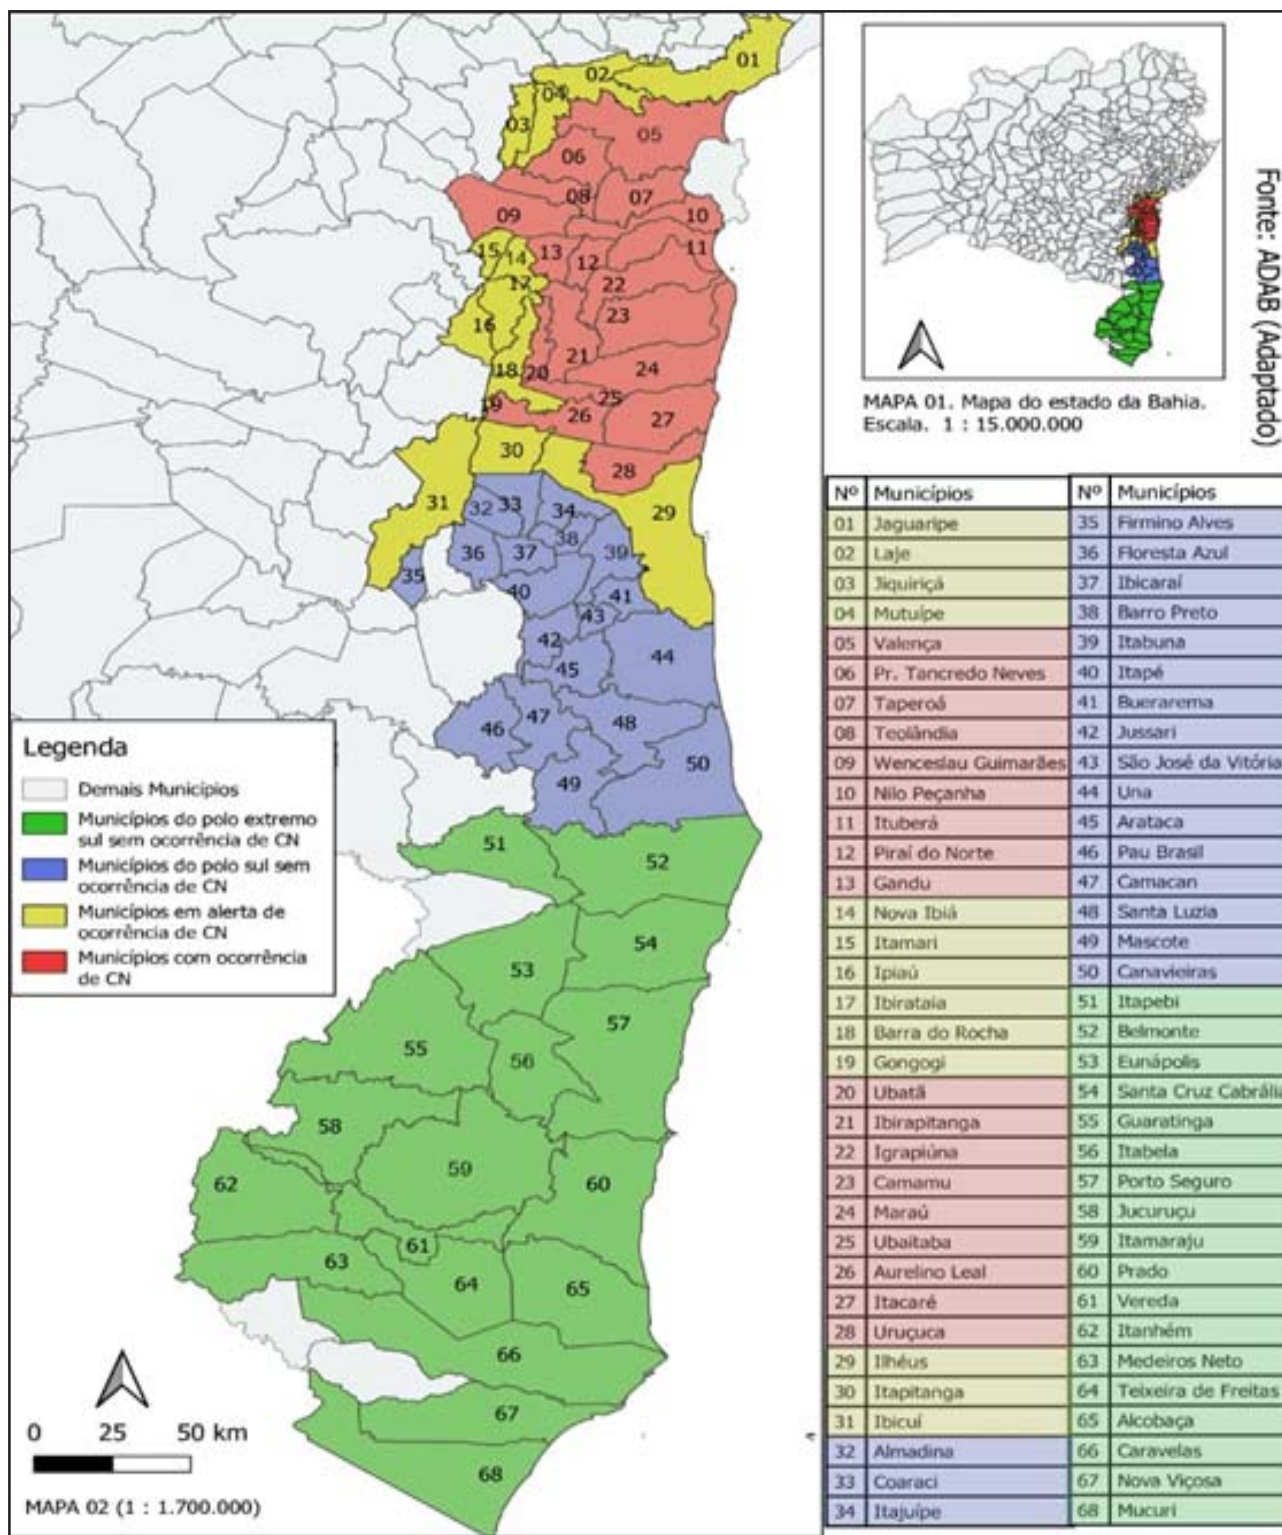 01
02
04
03
05
06
08
07
09
10
15
14
13
12
11
17
22
16
23
21
18
20
24
19
25
26
27
30
28
31
29
32
33
34
38
36
37
39
35
40
41
43
42
44
45
46
47
48
49
50
51
52
53
54
55
56
57
58
59
60
61
62
63
64
65
66
67
68
Legenda
Demais Municípios
Municípios do polo extremo
sul sem ocorrência de CN
Municípios do polo sul sem
ocorrência de CN
Municípios em alerta de
ocorrência de CN
Municípios com ocorrência
de CN
0 25 50 km
MAPA 02 (1 : 1.700.000)
MAPA 01. Mapa do estado da Bahia.
Escala. 1 : 15.000.000
Fonte: ADAB (Adaptado)
Nº Municípios
01 Jaguaripe
02 Laje
03 Jiquiriçá
04 Mutuípe
05 Valença
06 Pr. Tancredo Neves
07 Taperoá
08 Teolândia
09 Wenceslau Guimarães
10 Nilo Peçanha
11 Ituberá
12 Piraí do Norte
13 Gandu
14 Nova Ibiá
15 Itamari
16 Ipiaú
17 Ibirataia
18 Barra do Rocha
19 Gongogi
20 Ubatã
21 Ibirapitanga
22 Igrapiúna
23 Camamu
24 Maraú
25 Ubaitaba
26 Aurelino Leal
27 Itacaré
28 Uruçuca
29 Ilhéus
30 Itapitanga
31 Ibicuí
32 Almadina
33 Coaraci
34 Itajuípe
Nº Municípios
35 Firmino Alves
36 Floresta Azul
37 Ibicaraí
38 Barro Preto
39 Itabuna
40 Itapé
41 Buerarema
42 Jussari
43 São José da Vitória
44 Una
45 Arataca
46 Pau Brasil
47 Camacan
48 Santa Luzia
49 Mascote
50 Canavieiras
51 Itapebi
52 Belmonte
53 Eunápolis
54 Santa Cruz Cabrália
55 Guaratinga
56 Itabela
57 Porto Seguro
58 Jucuruçu
59 Itamaraju
60 Prado
61 Vereda
62 Itanhém
63 Medeiros Neto
64 Teixeira de Freitas
65 Alcobaça
66 Caravelas
67 Nova Viçosa
68 Mucuri